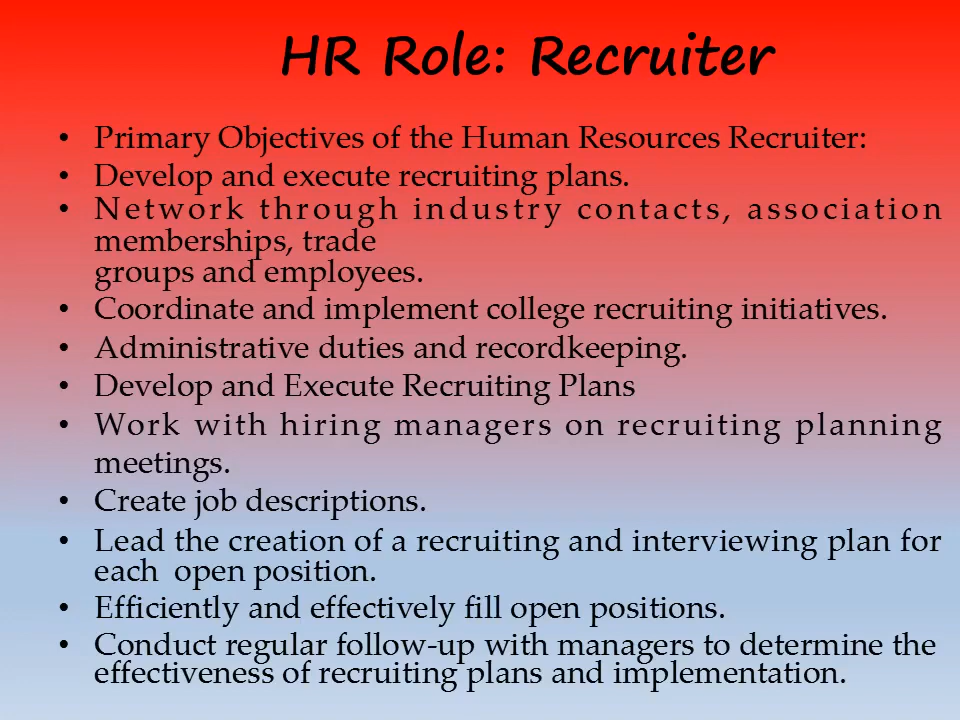 HR Role: Recruiter
• Primary Objectives of the Human Resources Recruiter:
• Develop and execute recruiting plans.
• Network through industry contacts, association
memberships, trade
groups and employees.
• Coordinate and implement college recruiting initiatives.
• Administrative duties and recordkeeping.
• Develop and Execute Recruiting Plans
• Work with hiring managers on recruiting planning
meetings.
• Create job descriptions.
• Lead the creation of a recruiting and interviewing plan for
each open position.
• Efficiently and effectively fill open positions.
• Conduct regular follow-up with managers to determine the
effectiveness of recruiting plans and implementation.